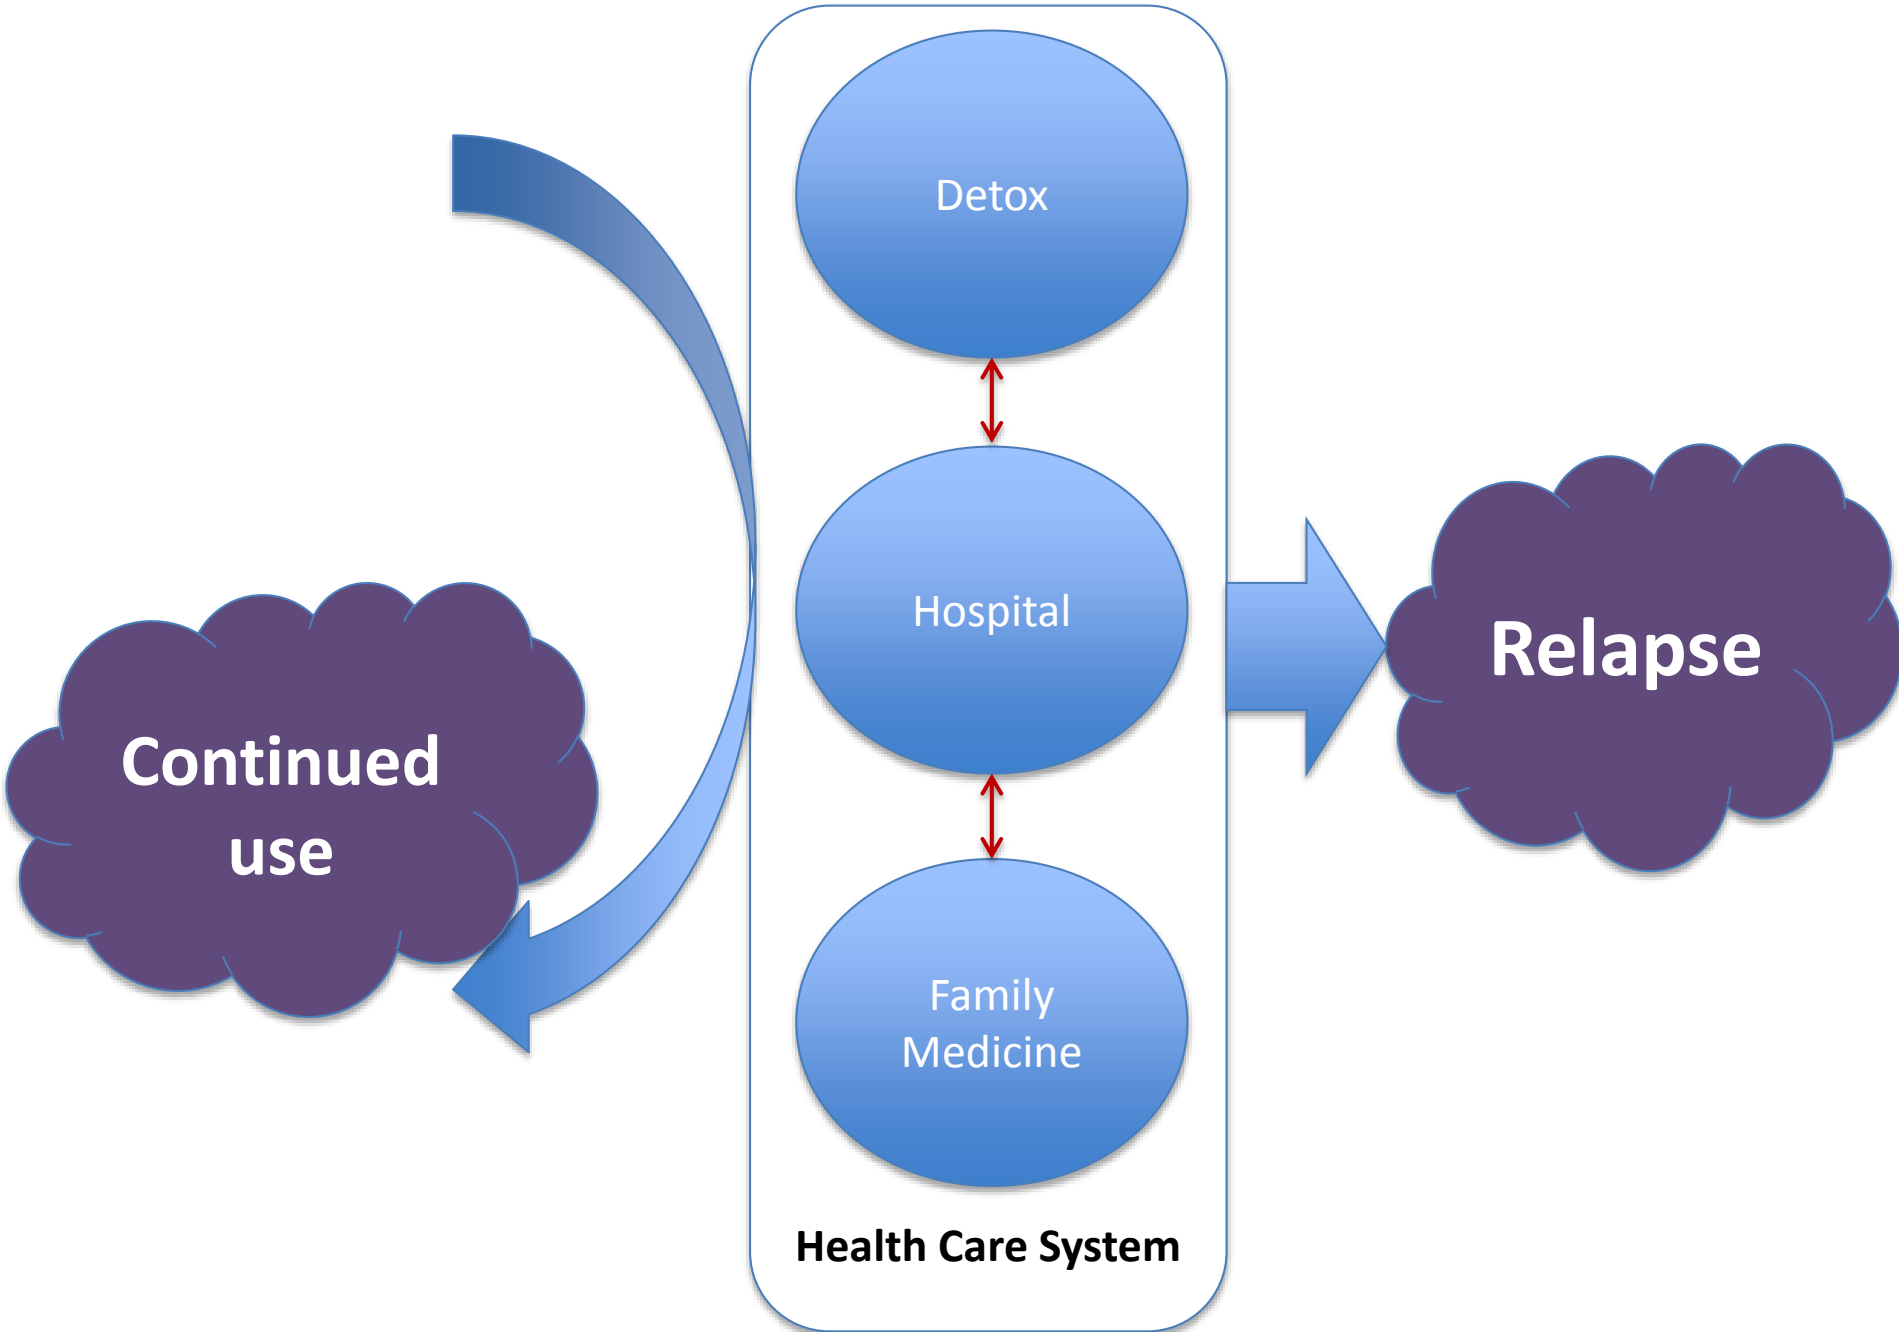 Detox
Hospital
Relapse
Continued
use
Family
Medicine
Health Care System